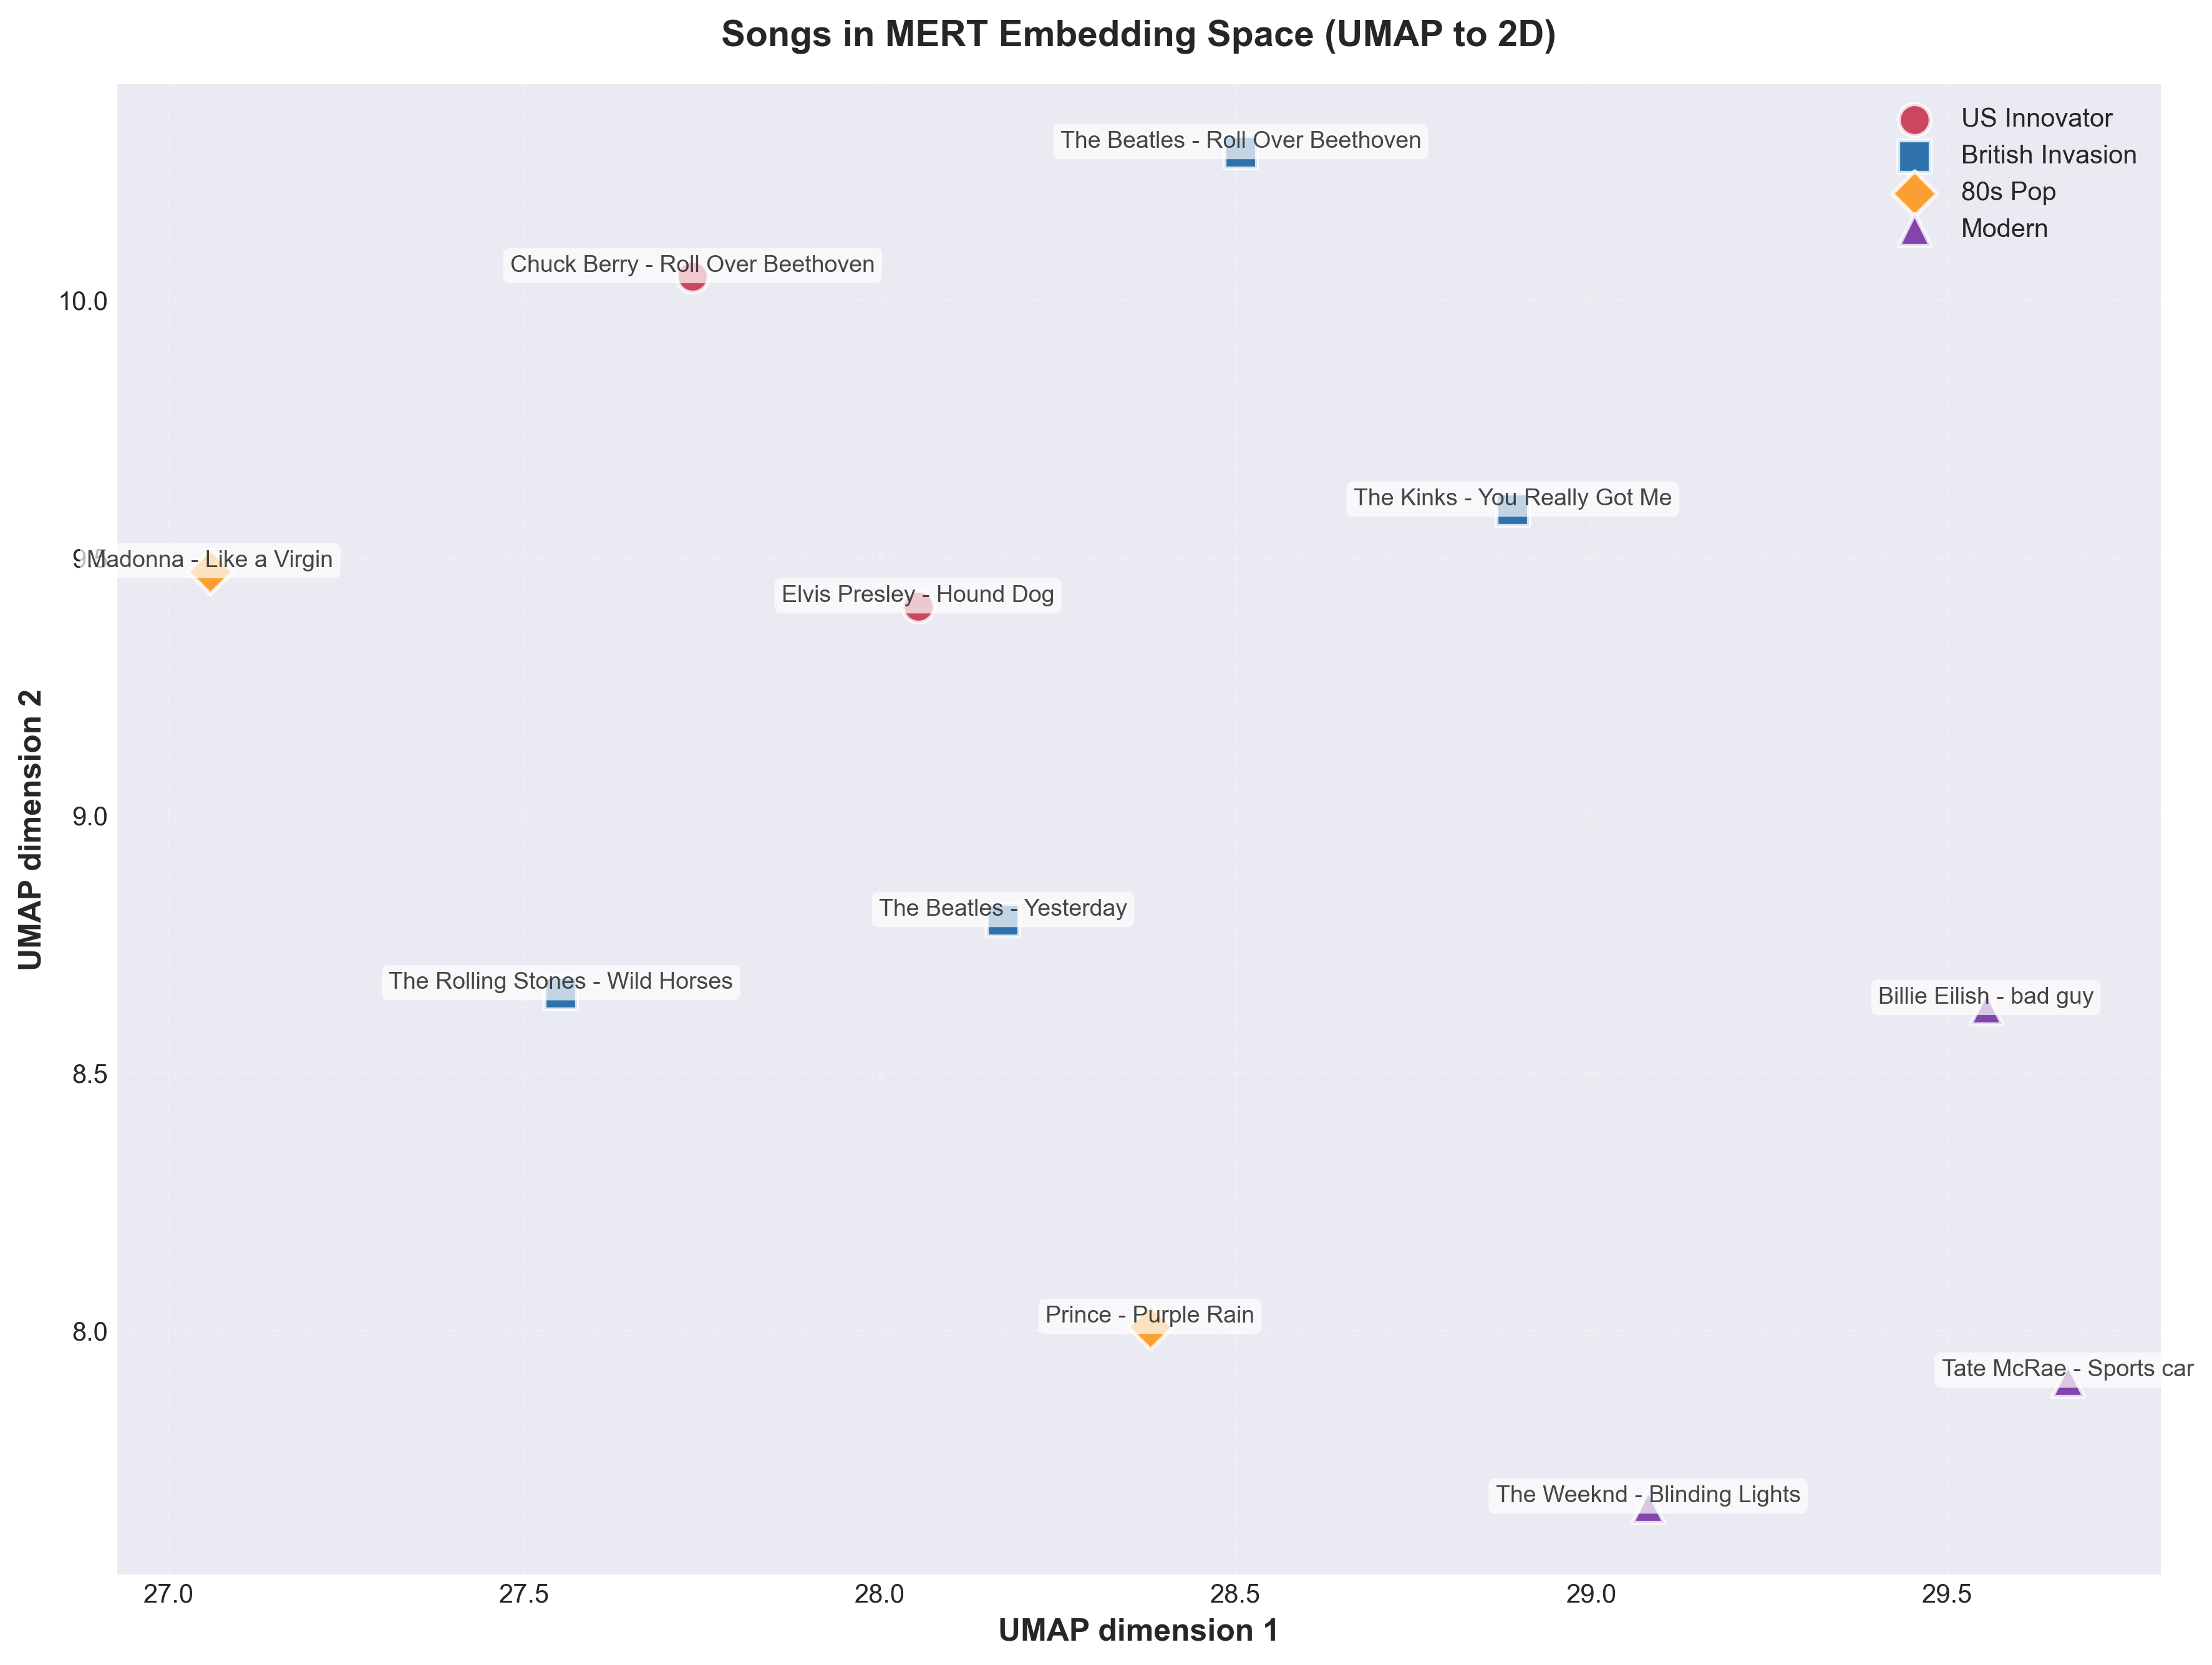 Songs in MERT Embedding Space (UMAP to 2D)
US Innovator
British Invasion
80s Pop
Modern
The Beatles - Roll Over Beethoven
Chuck Berry - Roll Over Beethoven
The Kinks - You Really Got Me
Madonna - Like a Virgin
Elvis Presley - Hound Dog
The Beatles - Yesterday
The Rolling Stones - Wild Horses
Billie Eilish - bad guy
Prince - Purple Rain
Tate McRae - Sports car
The Weeknd - Blinding Lights
10.0
9.5
9.0
8.5
8.0
UMAP dimension 2
27.0 27.5 28.0 28.5 29.0 29.5
UMAP dimension 1